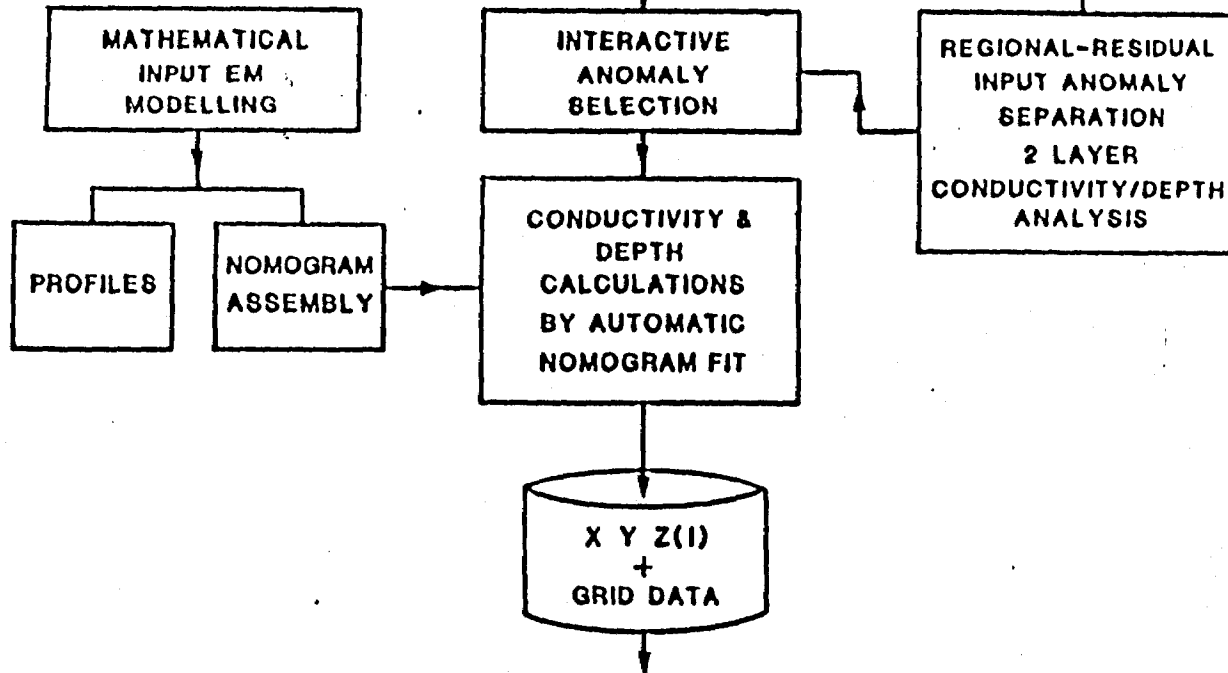 MATHEMATICAL
INPUT EM
MODELLING
INTERACTIVE
ANOMALY
SELECTION
REGIONAL-RESIDUAL
INPUT ANOMALY
SEPARATION
2 LAYER
CONDUCTIVITY/DEPTH
ANALYSIS
PROFILES
NOMOGRAM
ASSEMBLY
CONDUCTIVITY &
DEPTH
CALCULATIONS
BY AUTOMATIC
NOMOGRAM FIT
X Y Z(I)
+
GRID DATA